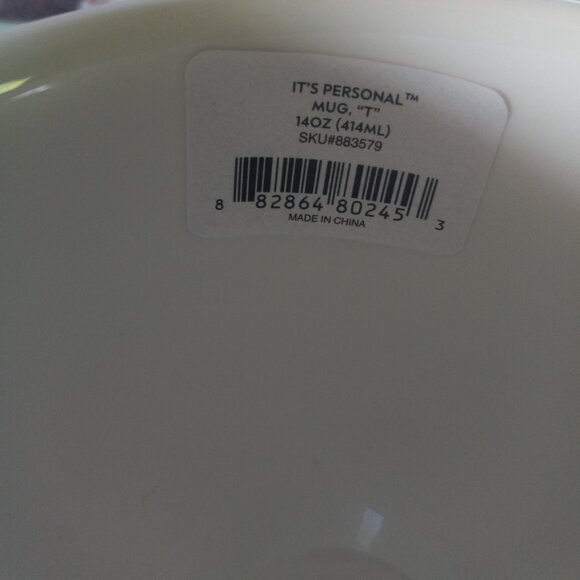 IT'S PERSONAL™
MUG, "T"
14OZ (414ML)
SKU#883579
8 82864 80245 3
MADE IN CHINA